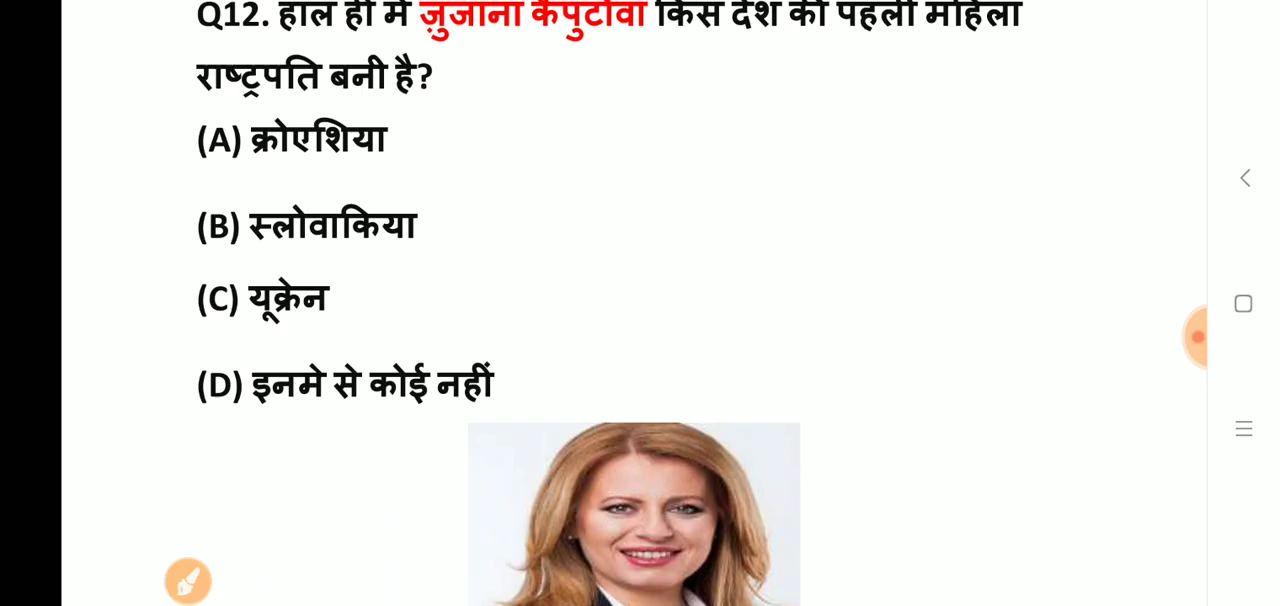 Q12. हाल ही में ज़ुजाना कैपुटोवा किस देश की पहली महिला
राष्ट्रपति बनी है?
(A) क्रोएशिया
(B) स्लोवाकिया
(C) यूक्रेन
(D) इनमे से कोई नहीं